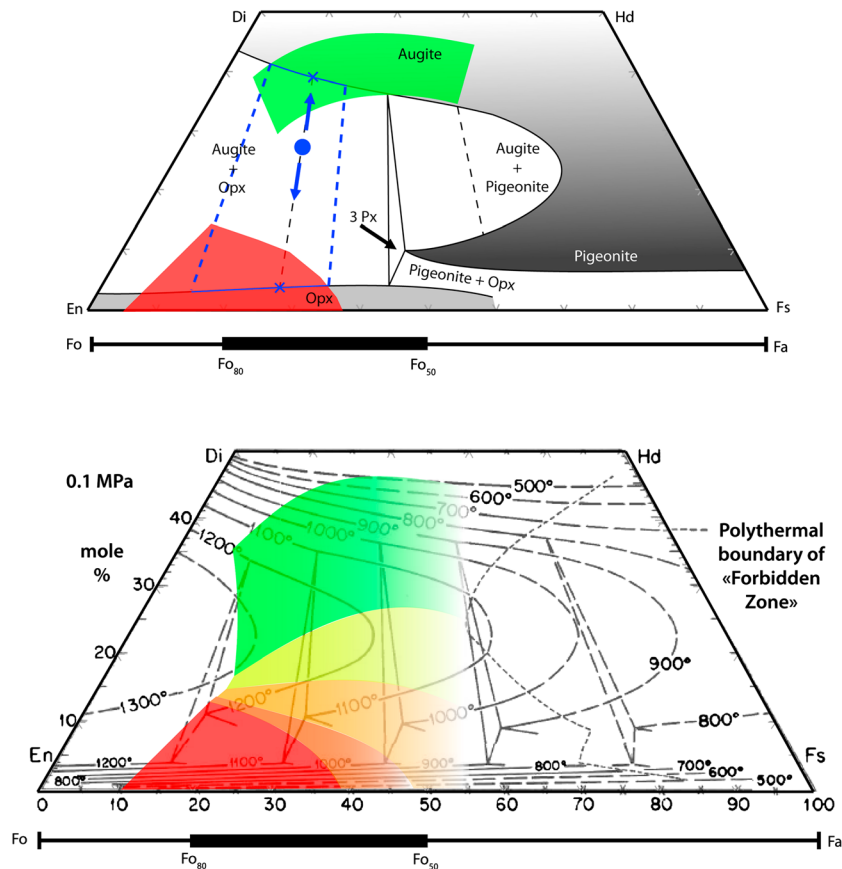 Di
Hd
Augite
Augite
+
Opx
Augite
+
Pigeonite
3 Px
Pigeonite
Pigeonite + Opx
Opx
En
Fs
Fo
Fa
Fo80
Fo50
Di
Hd
0.1 MPa
500°
600°
700°
800°
900°
1000°
1100°
1200°
40
mole
%
30
20
10
Polythermal
boundary of
«Forbidden
Zone»
900°
1300°
1200°
1100°
1000°
800°
En
Fs
1200°
1100°
1000°
900°
800°
700°
600°
500°
800°
0 10 20 30 40 50 60 70 80 90 100
Fo
Fa
Fo80
Fo50